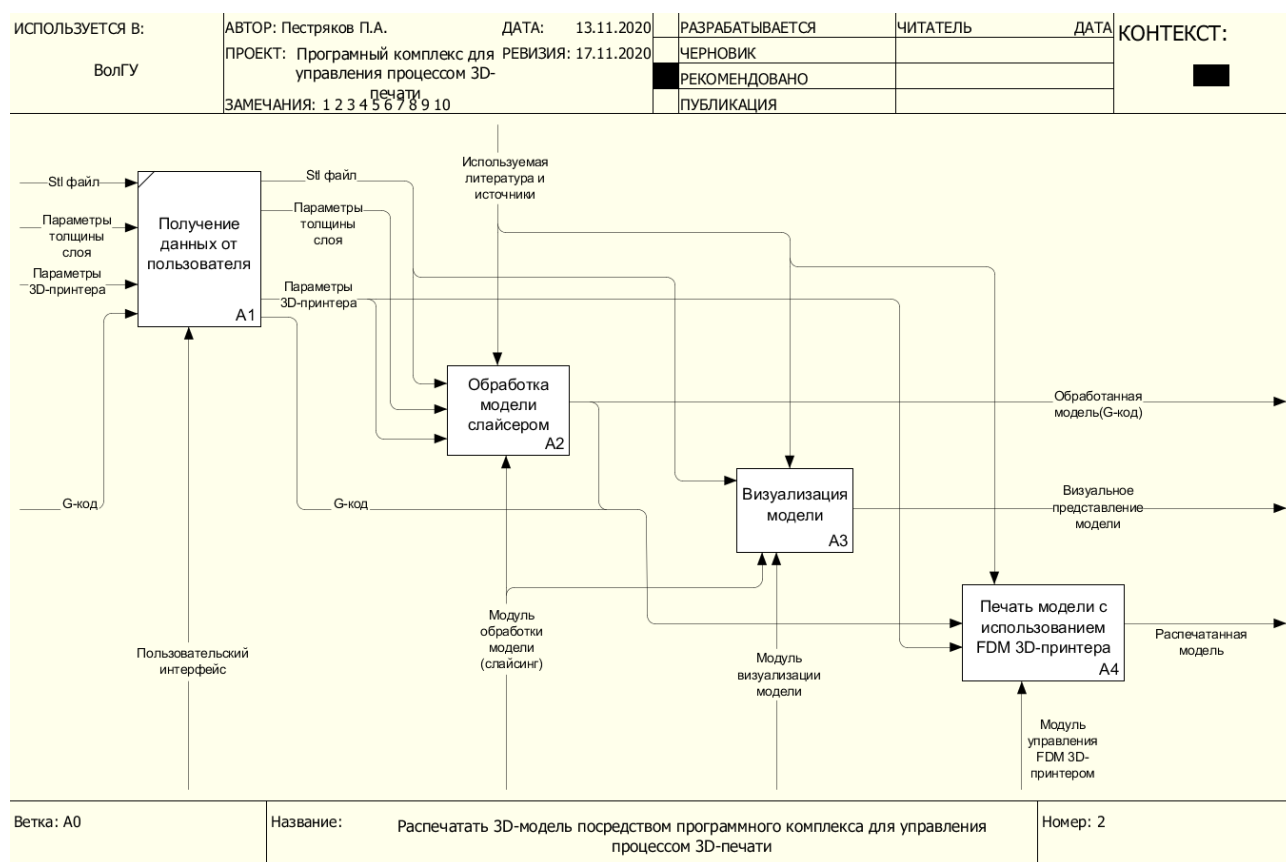 ИСПОЛЬЗУЕТСЯ В:
ВолГУ
АВТОР: Пестряков П.А.
ДАТА: 13.11.2020
ПРОЕКТ: Програмный комплекс для
управления процессом 3D-
печати
РЕВИЗИЯ: 17.11.2020
ЗАМЕЧАНИЯ: 1 2 3 4 5 6 7 8 9 10
РАЗРАБАТЫВАЕТСЯ
ЧЕРНОВИК
РЕКОМЕНДОВАНО
ПУБЛИКАЦИЯ
ЧИТАТЕЛЬ
ДАТА
КОНТЕКСТ:
Stl файл
Параметры
толщины
слоя
Параметры
3D-принтера
G-код
Получение
данных от
пользователя
A1
Stl файл
Параметры
толщины
слоя
Параметры
3D-принтера
G-код
Используемая
литература и
источники
Обработка
модели
слайсером
A2
Обработанная
модель(G-код)
Визуализация
модели
A3
Визуальное
представление
модели
Печать модели с
использованием
FDM 3D-принтера
A4
Распечатанная
модель
Пользовательский
интерфейс
Модуль
обработки
модели
(слайсинг)
Модуль
визуализации
модели
Модуль
управления
FDM 3D-
принтером
Ветка: A0
Название:
Распечатать 3D-модель посредством программного комплекса для управления
процессом 3D-печати
Номер: 2